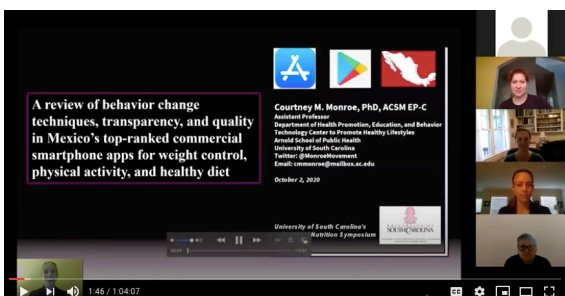 A review of behavior change
techniques, transparency, and quality
in Mexico's top-ranked commercial
smartphone apps for weight control,
physical activity, and healthy diet
Courtney M. Monroe, PhD, ACSM EP-C
Assistant Professor
Department of Health Promotion, Education, and Behavior
Technology Center to Promote Healthy Lifestyles
Arnold School of Public Health
University of South Carolina
Twitter: @MonroeMovement
Email: cmmonroe@mailbox.sc.edu
October 2, 2020
University of South Carolina's
Nutrition Symposium
SOUTH CAROLINA
00:01
1:46 / 1:04:07
CC